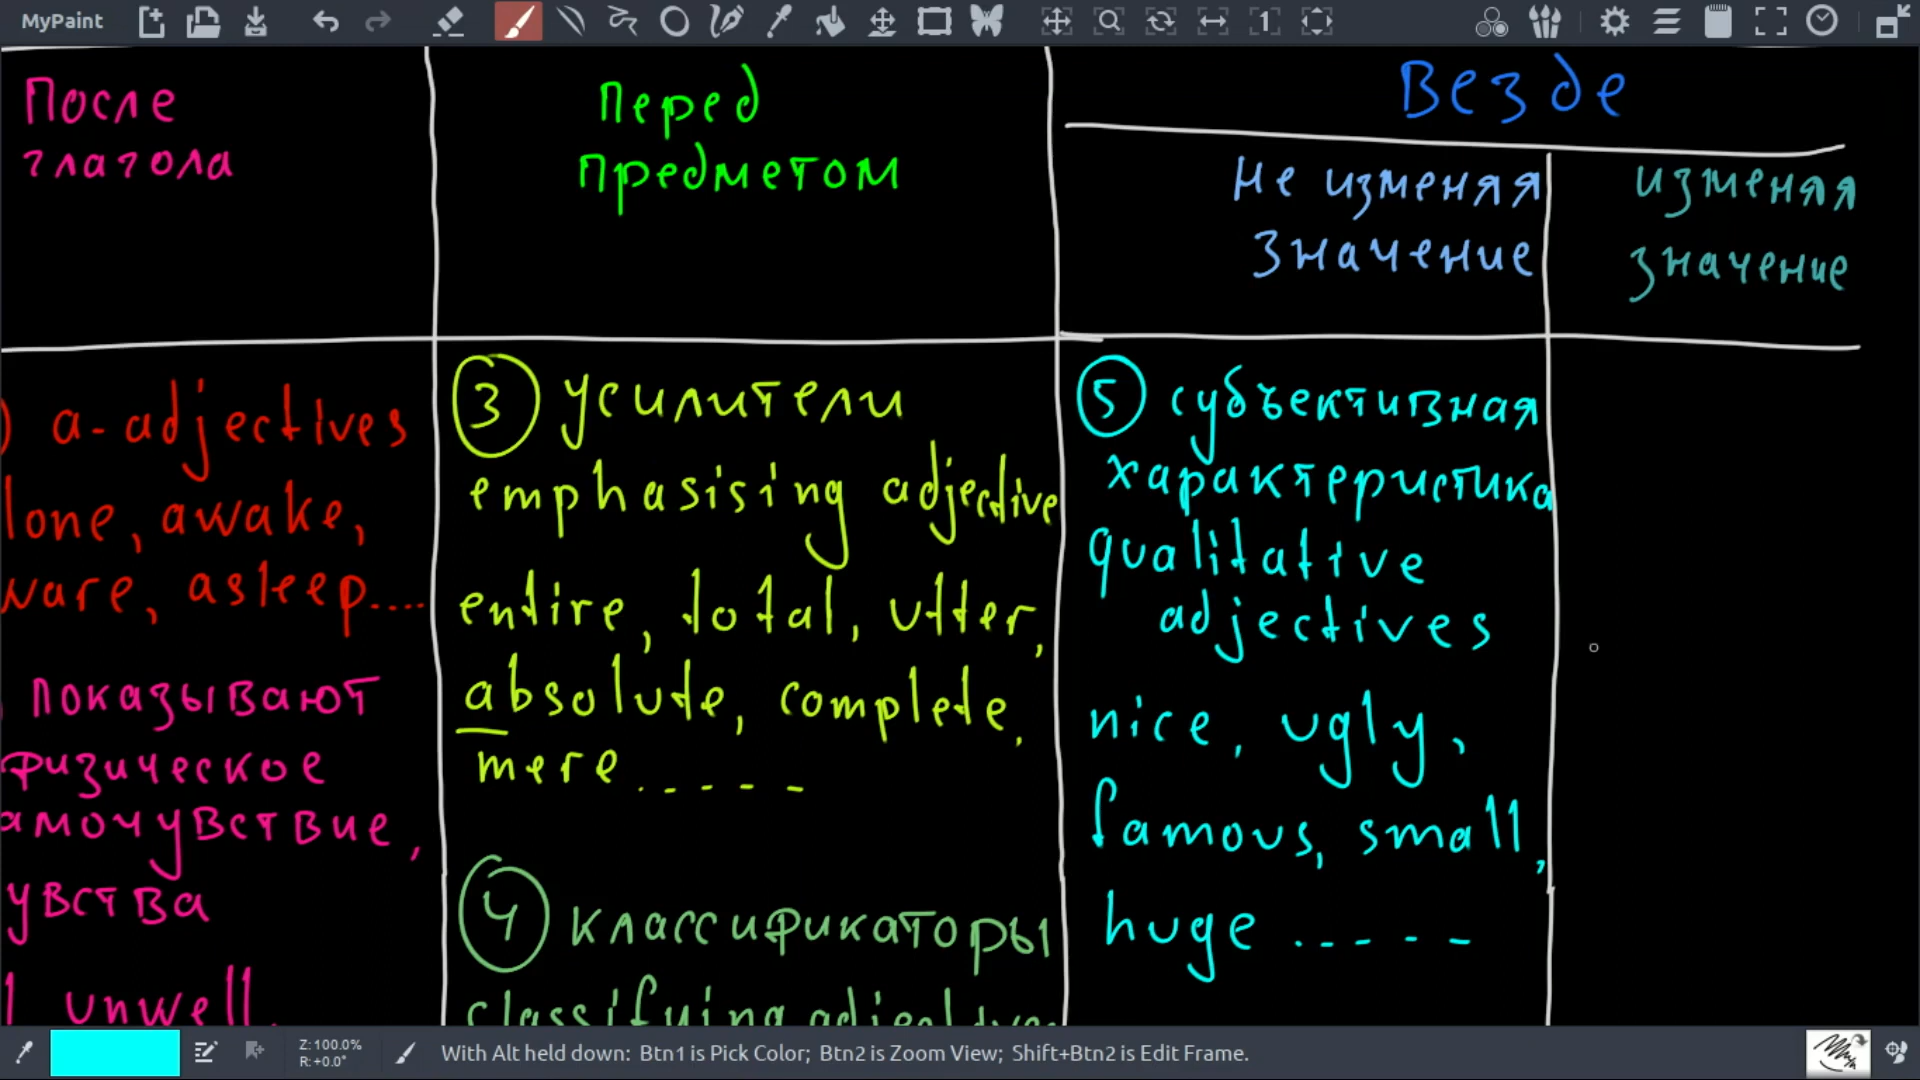 MyPaint
После
глагола
Перед
предметом
Везде
Не изменяя
значение
изменяя
значение
) a-adjectives
lone, awake,
ware, asleep....
показывают
физическое
амочувствие,
увства
l unwell,
3 усилители
emphasising adjective
entire, total, utter,
absolute, complete,
mere.....
4 классификаторы
classifying adjectives
5 субъективная
характеристика
qualitative
adjectives
nice, ugly,
famous, small,
huge .....
Z: 100.0%
R: +0.0°
With Alt held down: Btn1 is Pick Color; Btn2 is Zoom View; Shift+Btn2 is Edit Frame.